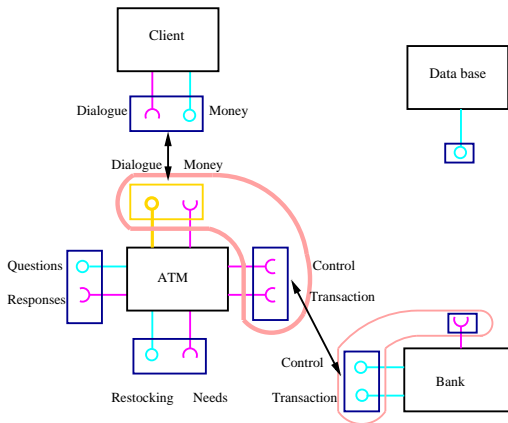 Client
Data base
Dialogue Money
Dialogue Money
Questions
ATM
Control
Responses
Transaction
Control
Restocking Needs
Transaction
Bank